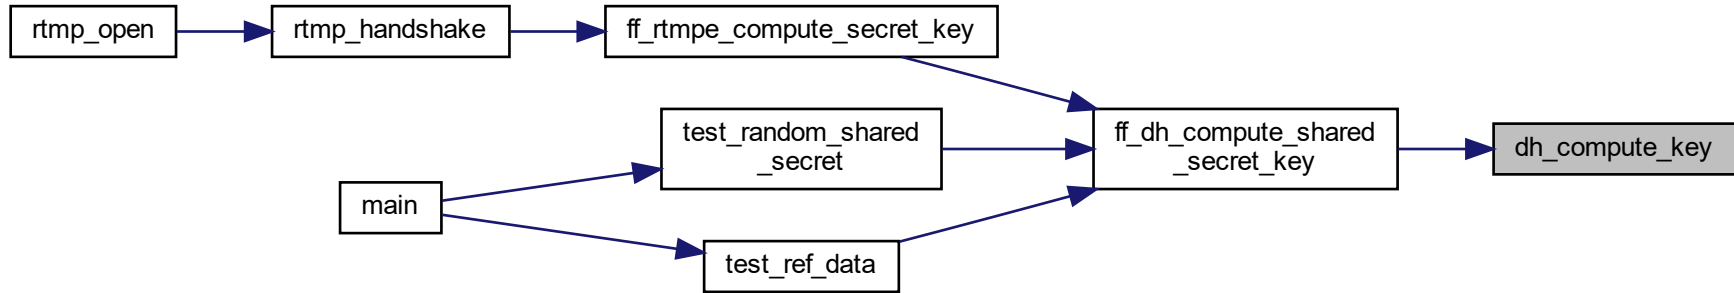 rtmp_open
rtmp_handshake
ff_rtmpe_compute_secret_key
test_random_shared
_secret
ff_dh_compute_shared
_secret_key
dh_compute_key
main
test_ref_data